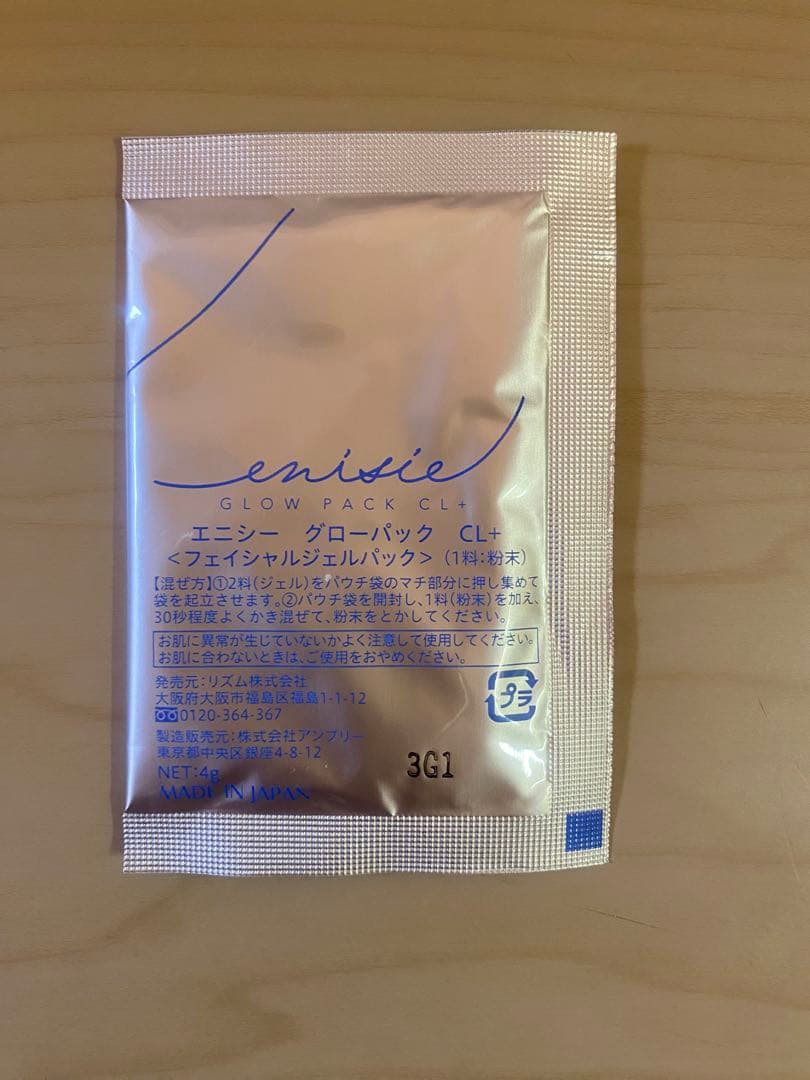 enisie
GLOW PACK CL+
エニシー グローパック CL+
<フェイシャルジェルパック>(1料:粉末)
【混ぜ方】①2料(ジェル)をパウチ袋のマチ部分に押し集めて
袋を起立させます。②パウチ袋を開封し、1料(粉末)を加え、
30秒程度よくかき混ぜて、粉末をとかしてください。
お肌に異常が生じていないかよく注意して使用してください。
お肌に合わないときは、ご使用をおやめください。
発売元:リズム株式会社
大阪府大阪市福島区福島1-1-12
0120-364-367
プラ
製造販売元:株式会社アンプリー
東京都中央区銀座4-8-12
NET:4g
3G1
MADE IN JAPAN